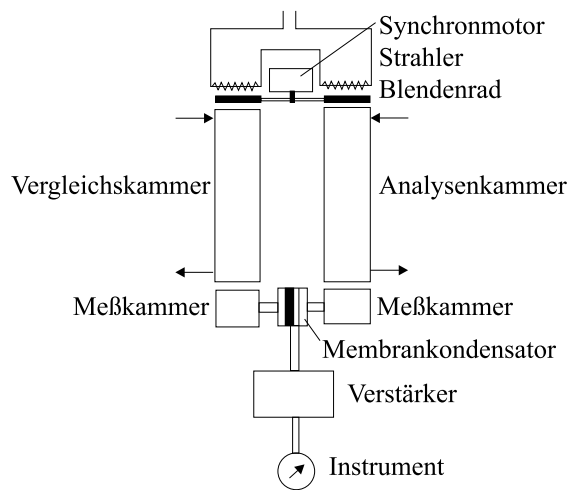 Synchronmotor
Strahler
Blendenrad
Vergleichskammer
Analysenkammer
Meßkammer
Meßkammer
Membrankondensator
Verstärker
Instrument